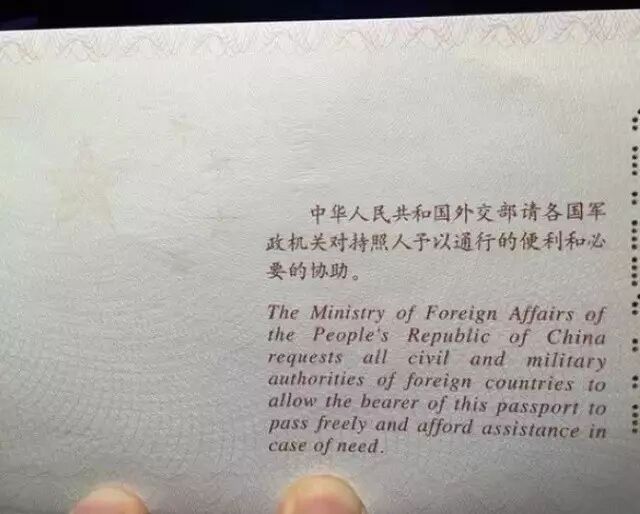 中华人民共和国外交部请各国军
政机关对持照人予以通行的便利和必
要的协助。
The Ministry of Foreign Affairs of
the People's Republic of China
requests all civil and military
authorities of foreign countries to
allow the bearer of this passport to
pass freely and afford assistance in
case of need.